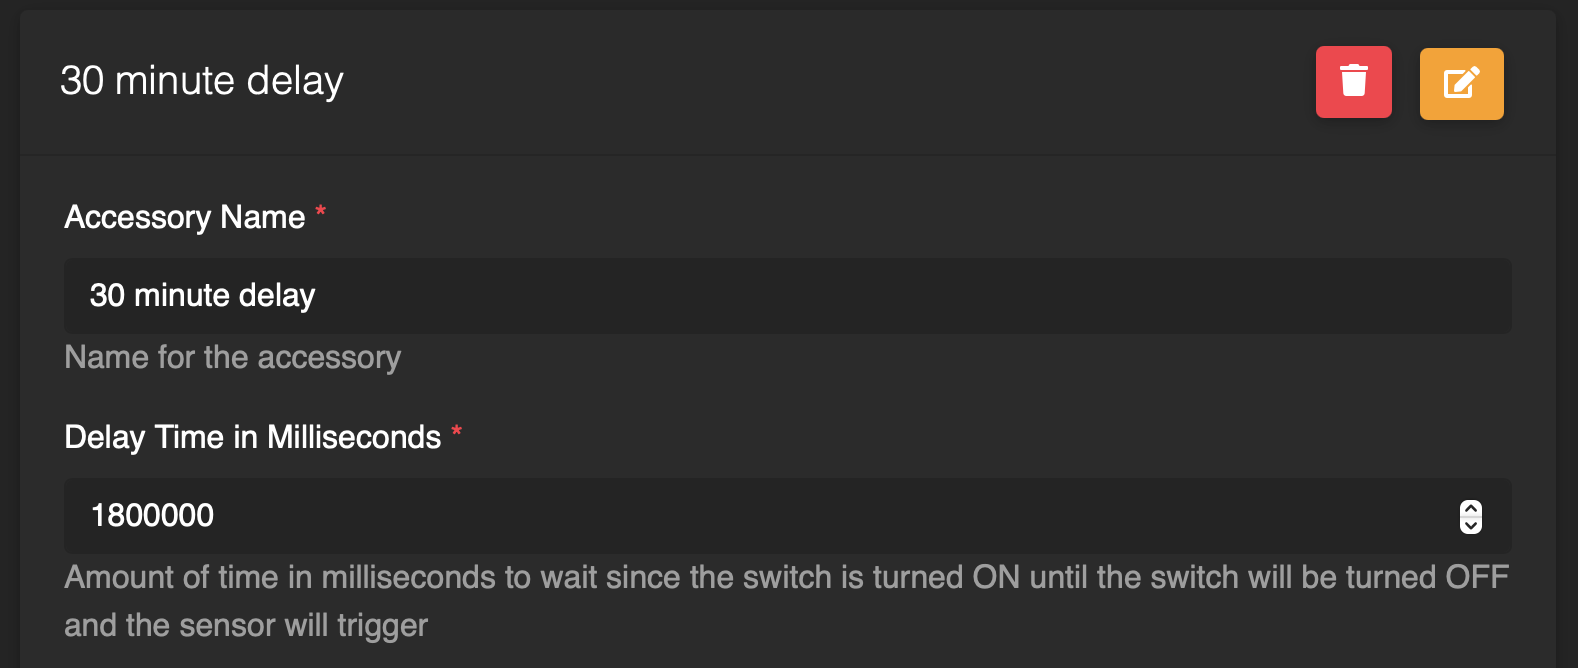 30 minute delay
Accessory Name *
30 minute delay
Name for the accessory
Delay Time in Milliseconds *
1800000
Amount of time in milliseconds to wait since the switch is turned ON until the switch will be turned OFF
and the sensor will trigger